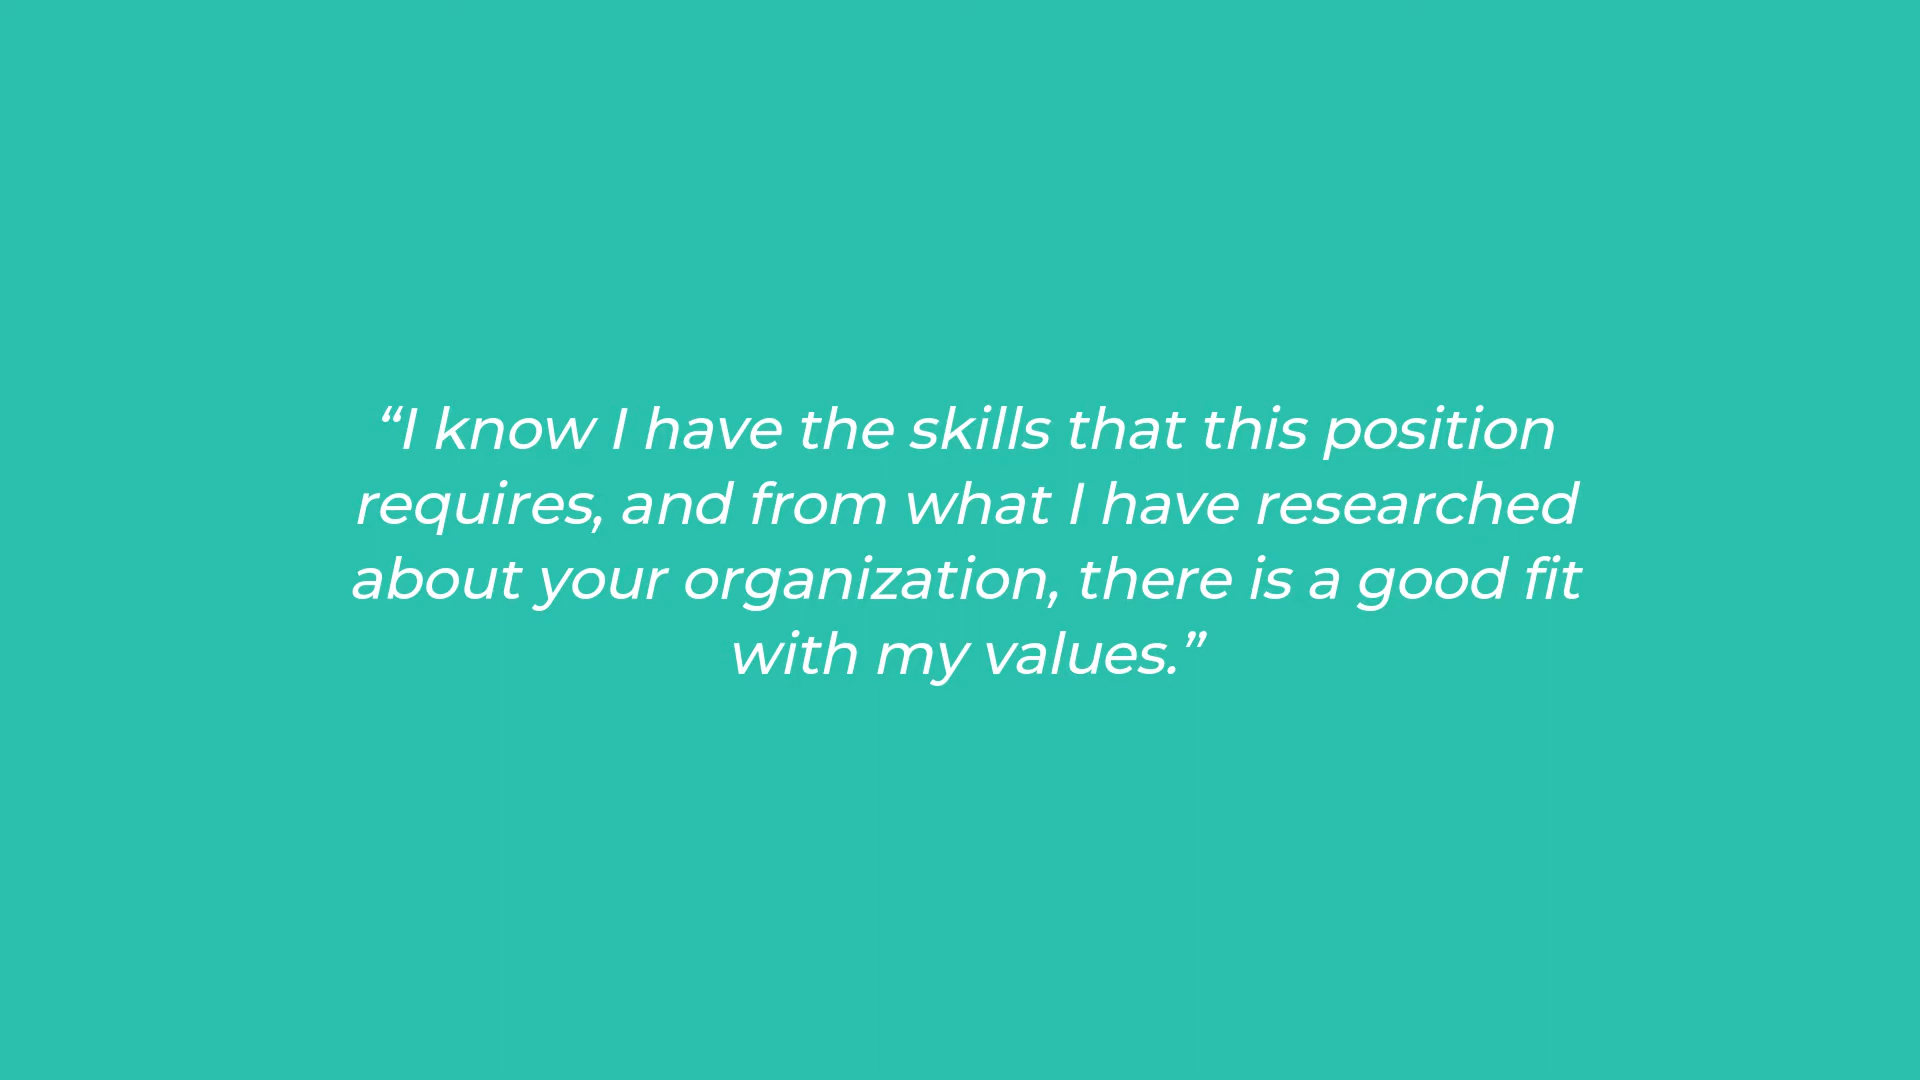 “I know I have the skills that this position
requires, and from what I have researched
about your organization, there is a good fit
with my values.”